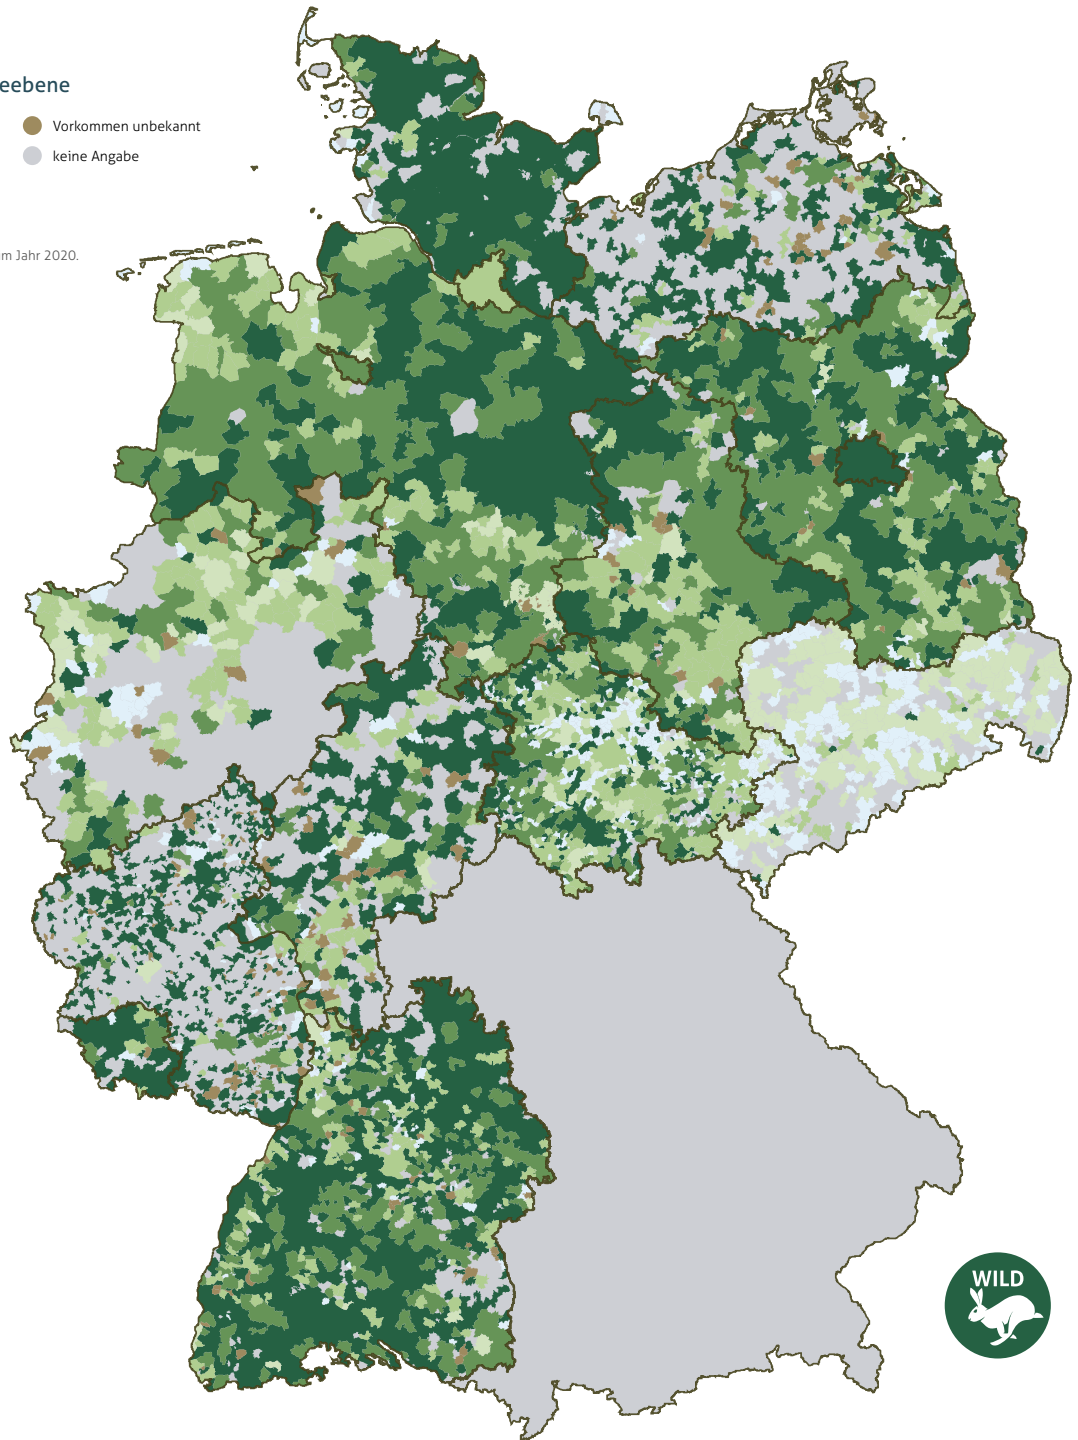 eebene
Vorkommen unbekannt
keine Angabe
m Jahr 2020.
WILD